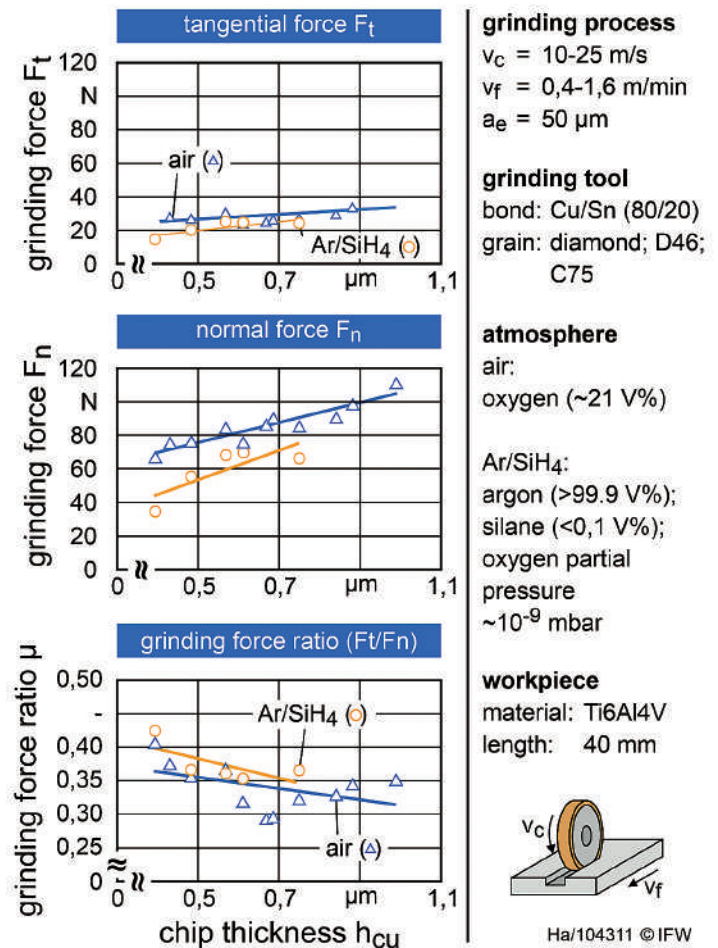 tangential force Ft
grinding force Ft
120
N
80
60
40
20
0
air (△)
Ar/SiH4 (○)
0
0,5
0,7
µm
1,1
normal force Fn
grinding force Fn
120
N
80
60
40
20
0
0
0,5
0,7
µm
1,1
grinding force ratio (Ft/Fn)
grinding force ratio µ
0,50
-
0,40
0,35
0,30
0,25
0
Ar/SiH4 (○)
air (△)
0
0,5
0,7
µm
1,1
chip thickness hcu
grinding process
vc = 10-25 m/s
vf = 0,4-1,6 m/min
ae = 50 µm
grinding tool
bond: Cu/Sn (80/20)
grain: diamond; D46;
C75
atmosphere
air:
oxygen (~21 V%)
Ar/SiH4:
argon (>99.9 V%);
silane (<0,1 V%);
oxygen partial
pressure
~10-9 mbar
workpiece
material: Ti6Al4V
length: 40 mm
vc
vf
Ha/104311 © IFW